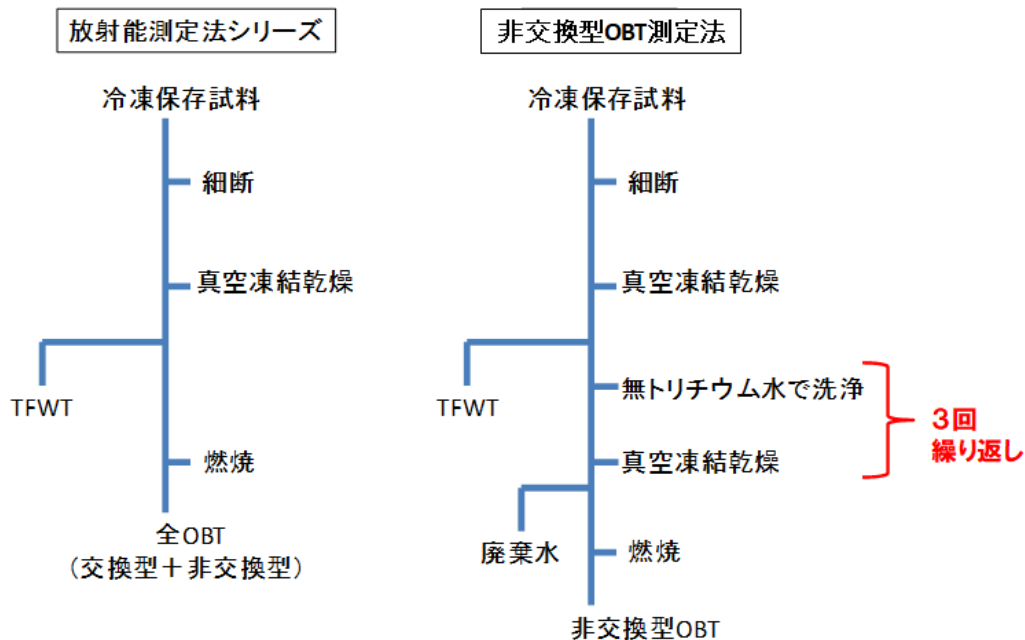 放射能測定法シリーズ
冷凍保存試料
細断
真空凍結乾燥
TFWT
燃焼
全OBT
(交換型+非交換型)
非交換型OBT測定法
冷凍保存試料
細断
真空凍結乾燥
TFWT
無トリチウム水で洗浄
真空凍結乾燥
3回
繰り返し
廃棄水
燃焼
非交換型OBT